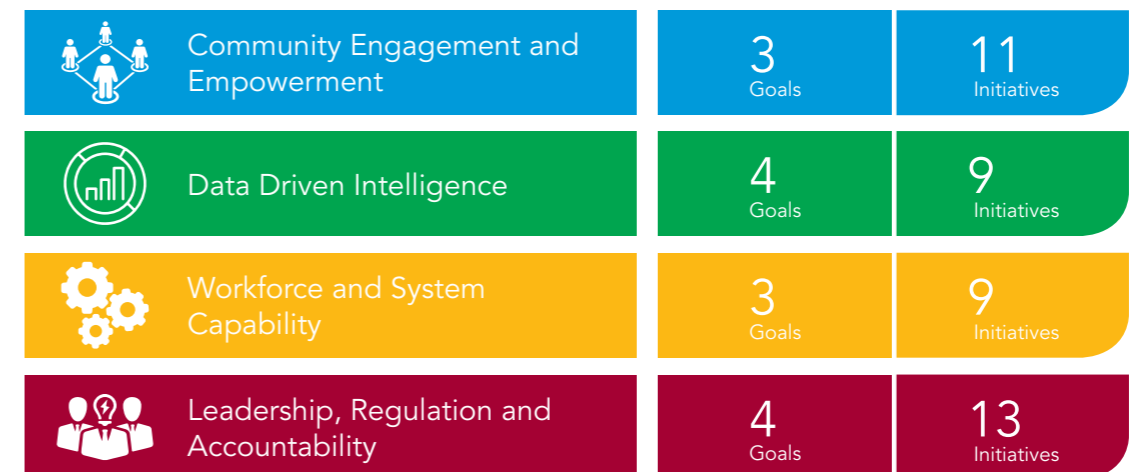 Community Engagement and
Empowerment
3
Goals
11
Initiatives
Data Driven Intelligence
4
Goals
9
Initiatives
Workforce and System
Capability
3
Goals
9
Initiatives
Leadership, Regulation and
Accountability
4
Goals
13
Initiatives